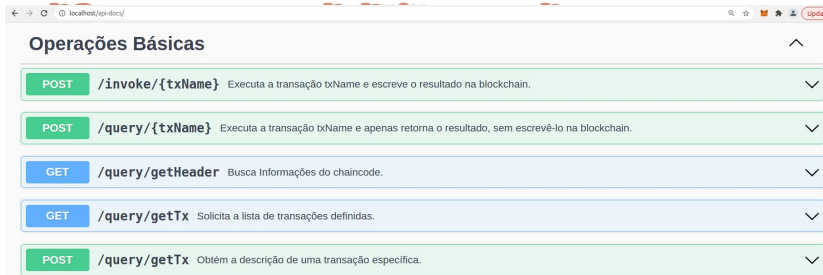 localhost/api-docs/
Upda
Operações Básicas
POST /invoke/{txName} Executa a transação txName e escreve o resultado na blockchain.
POST /query/{txName} Executa a transação txName e apenas retorna o resultado, sem escrevê-lo na blockchain.
GET /query/getHeader Busca Informações do chaincode.
GET /query/getTx Solicita a lista de transações definidas.
POST /query/getTx Obtém a descrição de uma transação específica.